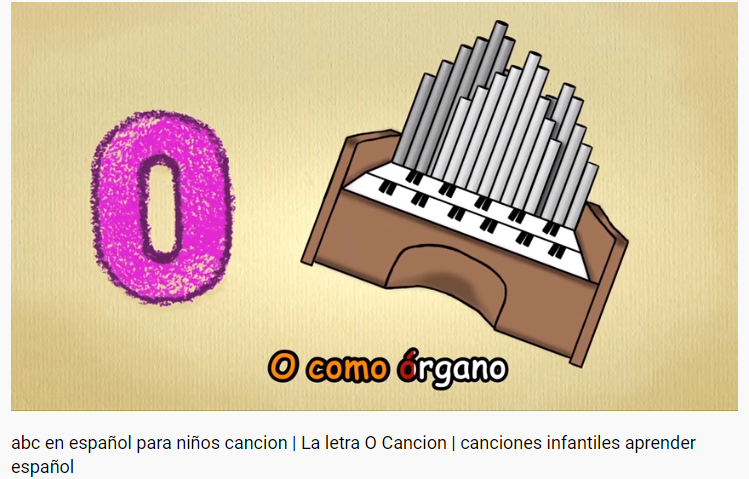 O
O como órgano
abc en español para niños cancion | La letra O Cancion | canciones infantiles aprender
español